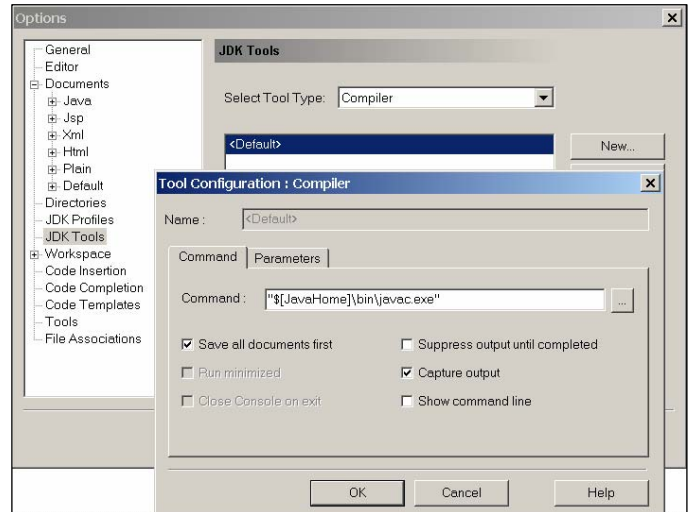 Options
General
Editor
Documents
Java
Jsp
Xml
Html
Plain
Default
Directories
JDK Profiles
JDK Tools
Workspace
Code Insertion
Code Completion
Code Templates
Tools
File Associations
JDK Tools
Select Tool Type: Compiler
<Default>
New...
Tool Configuration : Compiler
Name : <Default>
Command Parameters
Command : "$[JavaHome]\bin\javac.exe" ...
Save all documents first Suppress output until completed
Run minimized Capture output
Close Console on exit Show command line
OK Cancel Help